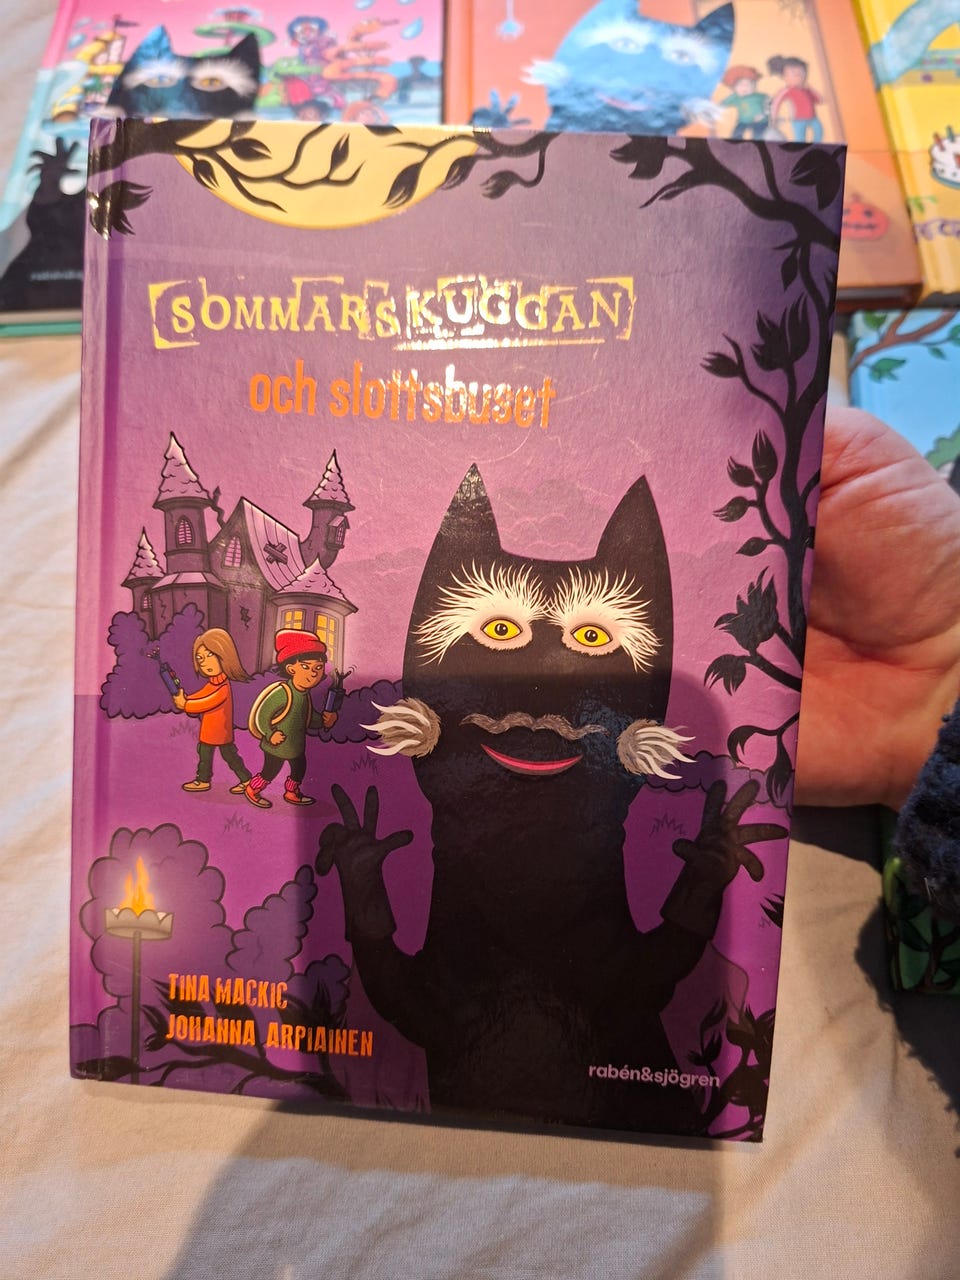 SOMMARSKUGGAN
och slottsbuset
TINA MACKIC
JOHANNA ARPIAINEN
rabén&sjögren